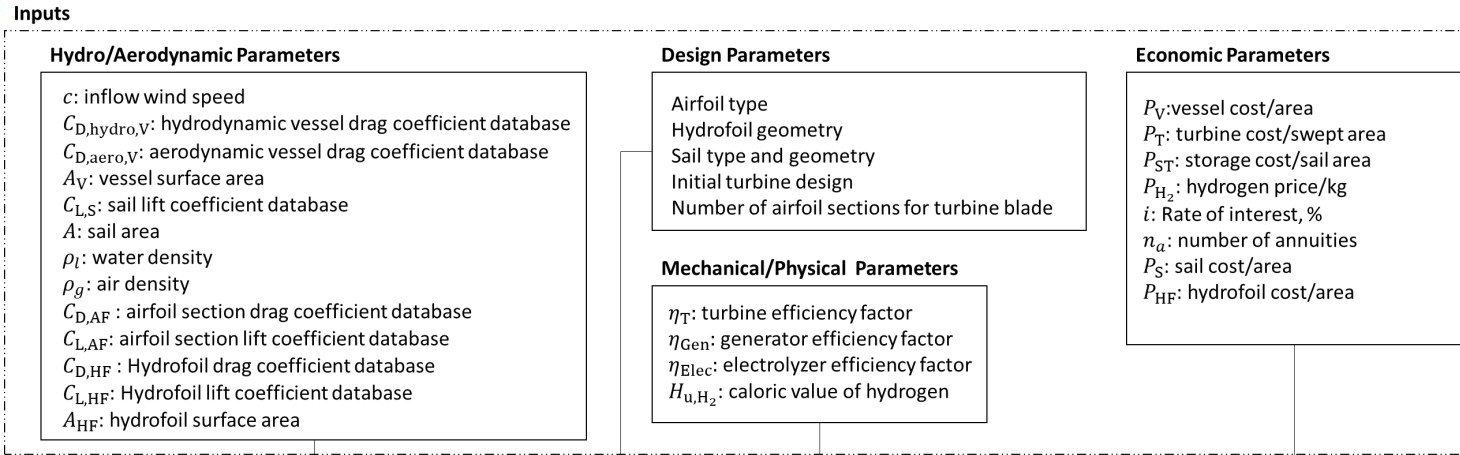 Inputs
Hydro/Aerodynamic Parameters
c: inflow wind speed
C_D,hydro,V: hydrodynamic vessel drag coefficient database
C_D,aero,V: aerodynamic vessel drag coefficient database
A_V: vessel surface area
C_L,S: sail lift coefficient database
A: sail area
ρ_l: water density
ρ_g: air density
C_D,AF : airfoil section drag coefficient database
C_L,AF: airfoil section lift coefficient database
C_D,HF : Hydrofoil drag coefficient database
C_L,HF: Hydrofoil lift coefficient database
A_HF: hydrofoil surface area
Design Parameters
Airfoil type
Hydrofoil geometry
Sail type and geometry
Initial turbine design
Number of airfoil sections for turbine blade
Mechanical/Physical Parameters
η_T: turbine efficiency factor
η_Gen: generator efficiency factor
η_Elec: electrolyzer efficiency factor
H_u,H₂: caloric value of hydrogen
Economic Parameters
P_V:vessel cost/area
P_T: turbine cost/swept area
P_ST: storage cost/sail area
P_H₂: hydrogen price/kg
i: Rate of interest, %
n_a: number of annuities
P_S: sail cost/area
P_HF: hydrofoil cost/area